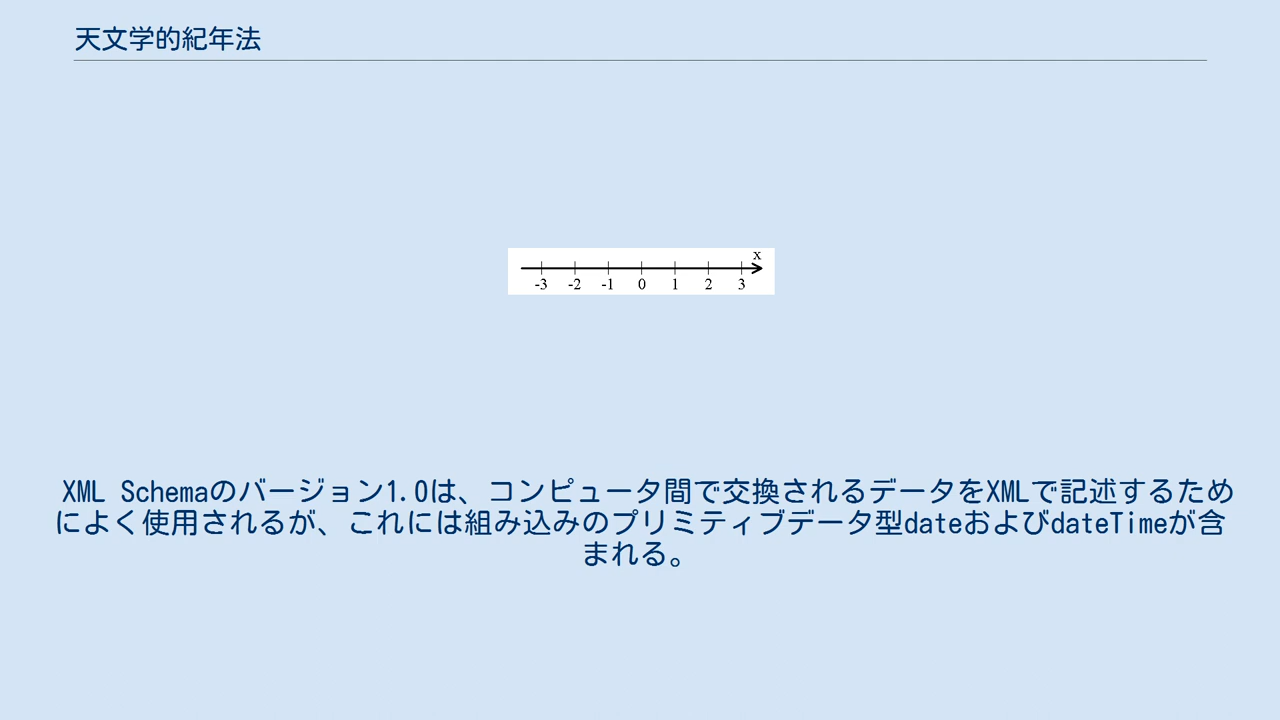 天文学的紀年法
x
-3 -2 -1 0 1 2 3
XML Schemaのバージョン1.0は、コンピュータ間で交換されるデータをXMLで記述するため
によく使用されるが、これには組み込みのプリミティブデータ型dateおよびdateTimeが含
まれる。